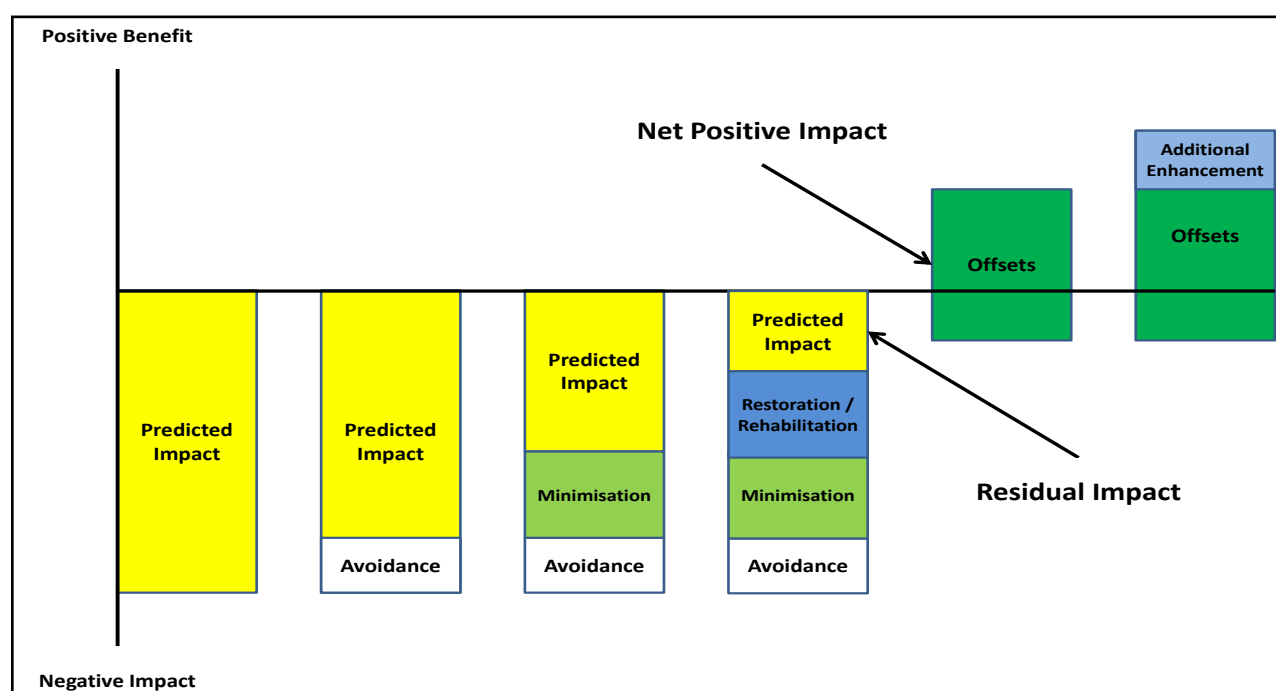 Positive Benefit
Net Positive Impact
Additional
Enhancement
Offsets
Offsets
Predicted
Impact
Predicted
Impact
Avoidance
Predicted
Impact
Minimisation
Avoidance
Predicted
Impact
Restoration /
Rehabilitation
Minimisation
Avoidance
Residual Impact
Negative Impact